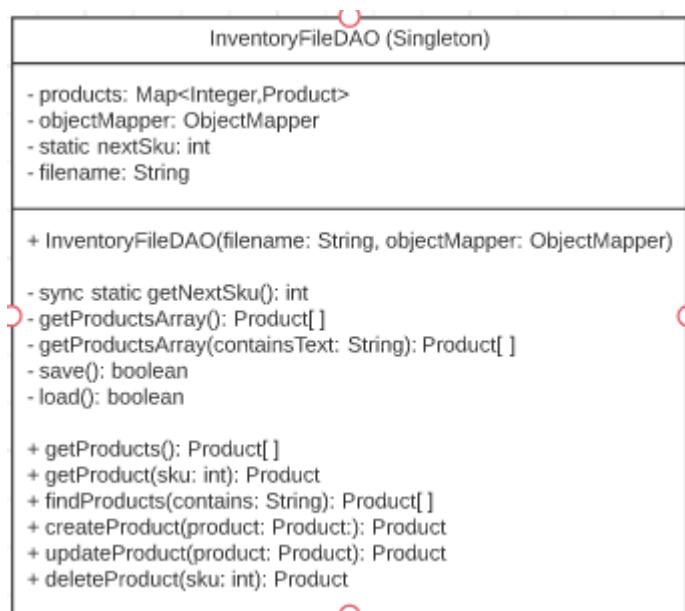 InventoryFileDAO (Singleton)
- products: Map<Integer,Product>
- objectMapper: ObjectMapper
- static nextSku: int
- filename: String
+ InventoryFileDAO(filename: String, objectMapper: ObjectMapper)
- sync static getNextSku(): int
- getProductsArray(): Product[ ]
- getProductsArray(containsText: String): Product[ ]
- save(): boolean
- load(): boolean
+ getProducts(): Product[ ]
+ getProduct(sku: int): Product
+ findProducts(contains: String): Product[ ]
+ createProduct(product: Product:): Product
+ updateProduct(product: Product): Product
+ deleteProduct(sku: int): Product